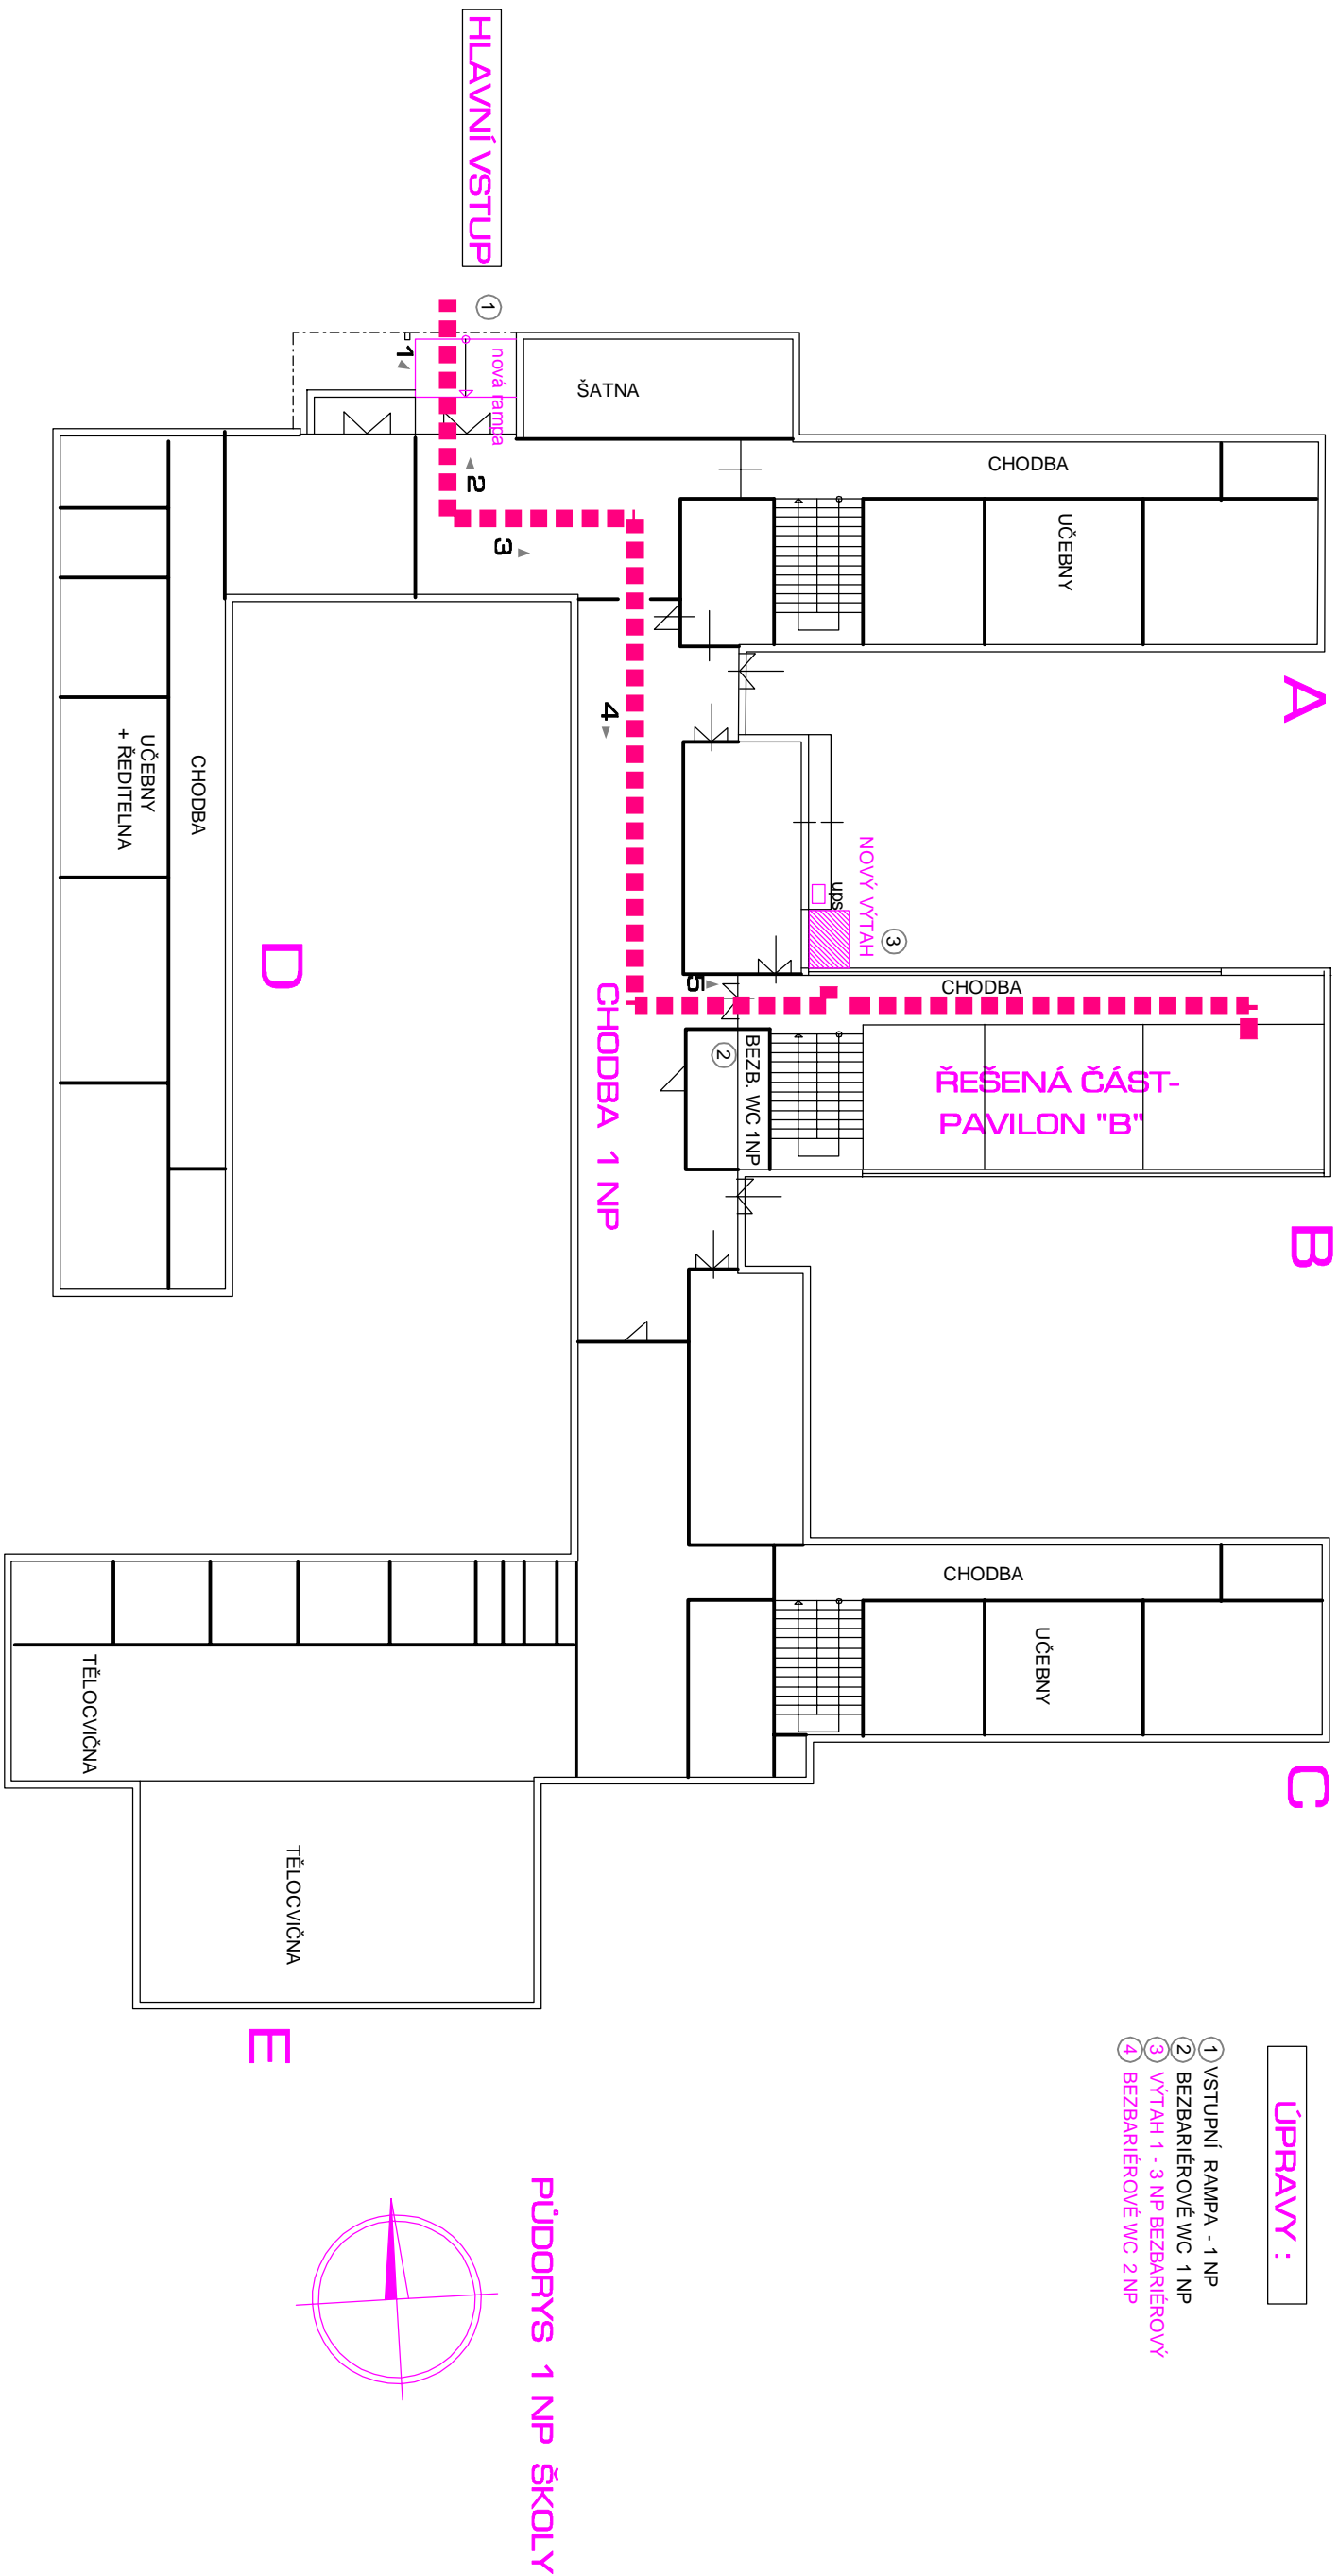 HLAVNÍ VSTUP
1
nová rampa
1
2
3
4
5
ŠATNA
CHODBA
UČEBNY
A
NOVÝ VÝTAH
ups
3
CHODBA
ŘEŠENÁ ČÁST-
PAVILON "B"
BEZB. WC 1NP
2
B
CHODBA 1 NP
UČEBNY
+ ŘEDITELNA
CHODBA
D
CHODBA
UČEBNY
C
TĚLOCVIČNA
TĚLOCVIČNA
E
ÚPRAVY :
1 VSTUPNÍ RAMPA - 1 NP
2 BEZBARIÉROVÉ WC 1 NP
3 VÝTAH 1 - 3 NP BEZBARIÉROVÝ
4 BEZBARIÉROVÉ WC 2 NP
PŮDORYS 1 NP ŠKOLY